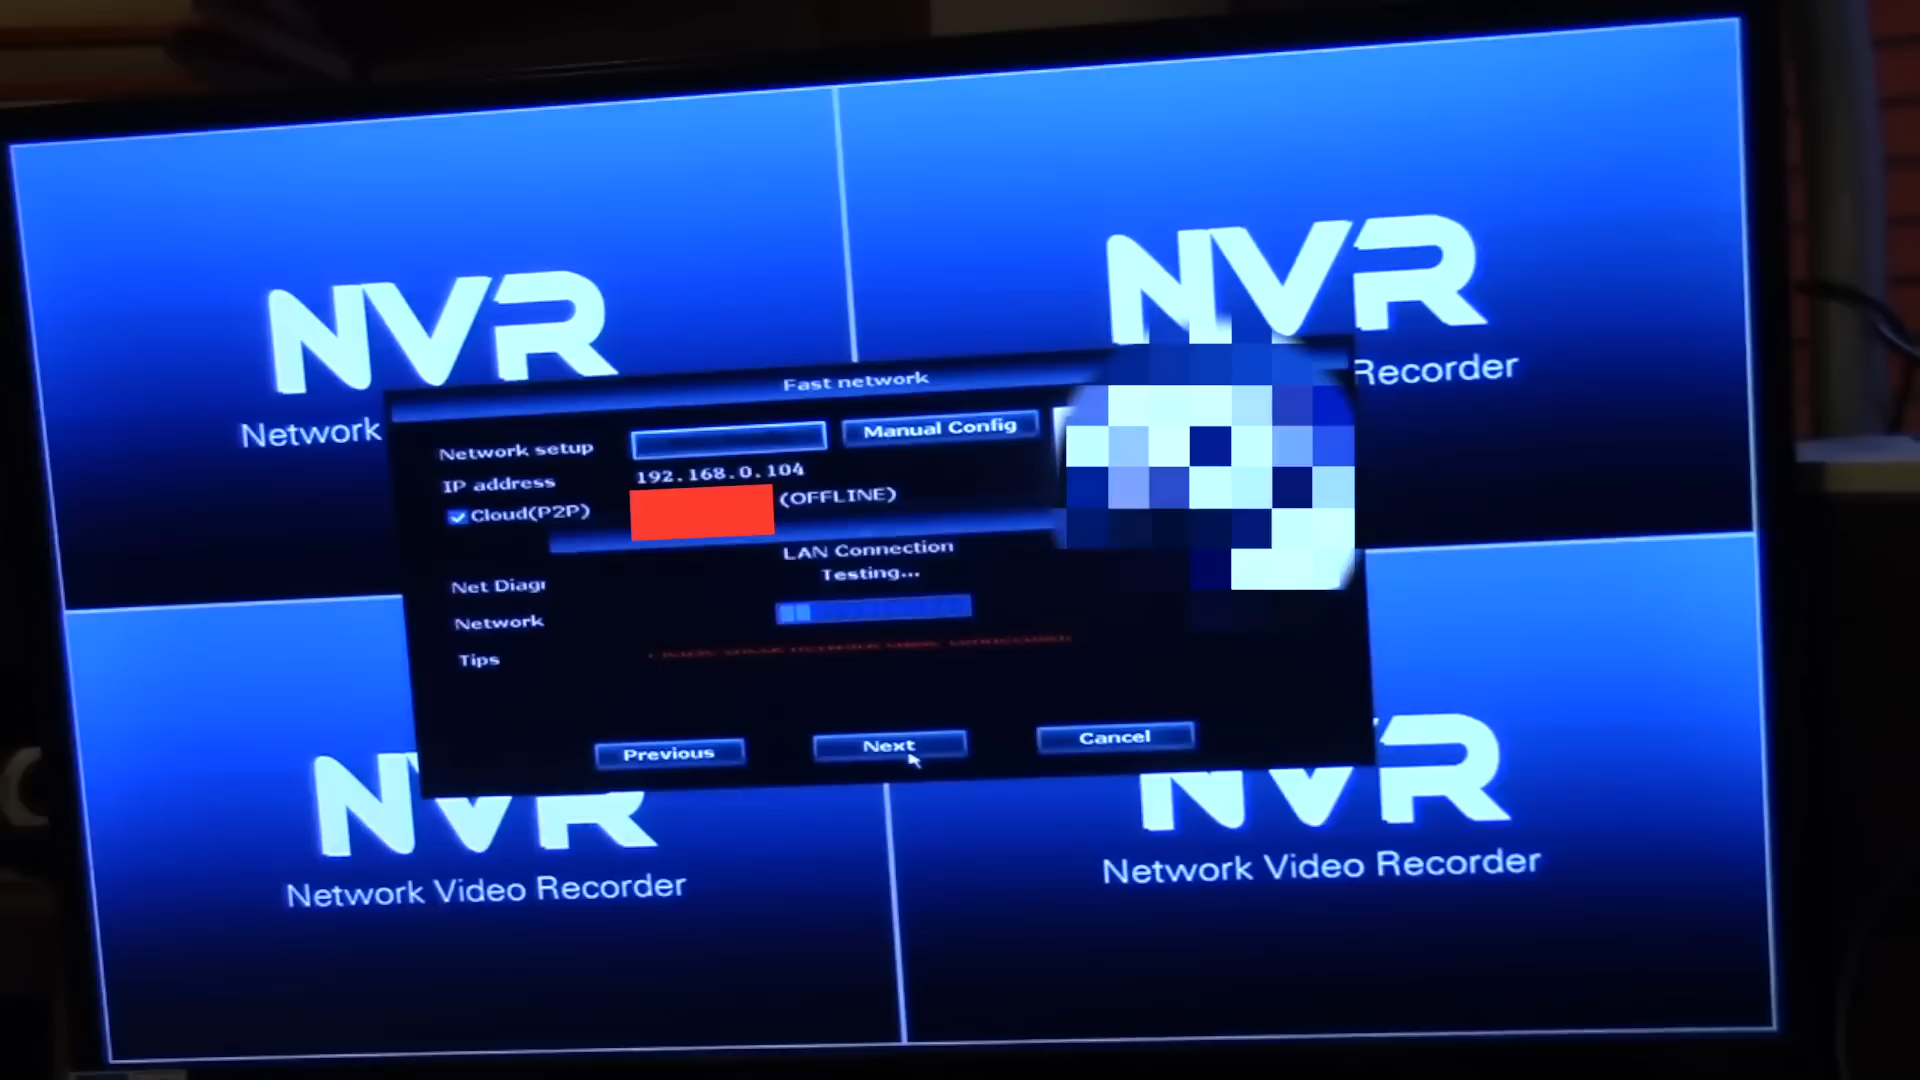 NVR
Network
NVR
Recorder
Fast network
Network setup
Manual Config
IP address
192.168.0.104
Cloud(P2P)
(OFFLINE)
LAN Connection
Testing...
Net Diagr
Network
Tips
Previous
Next
Cancel
NVR
Network Video Recorder
NVR
Network Video Recorder